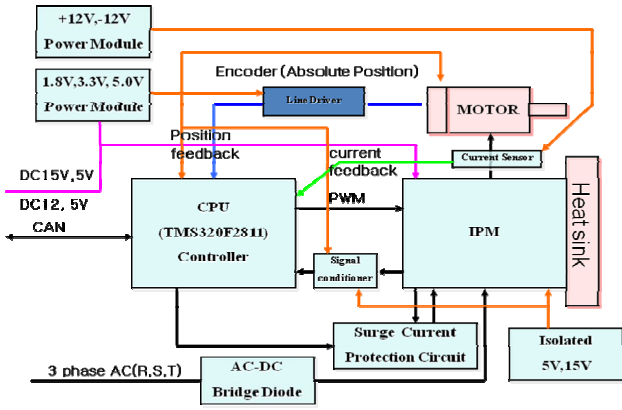 +12V,-12V
Power Module
1.8V,3.3V, 5.0V
Power Module
Encoder (Absolute Position)
Line Driver
MOTOR
Position
feedback
current
feedback
Current Sensor
DC15V, 5V
DC12, 5V
CAN
CPU
(TMS320F2811)
Controller
PWM
IPM
Heat sink
Signal
conditioner
Surge Current
Protection Circuit
Isolated
5V,15V
3 phase AC(R,S,T)
AC-DC
Bridge Diode